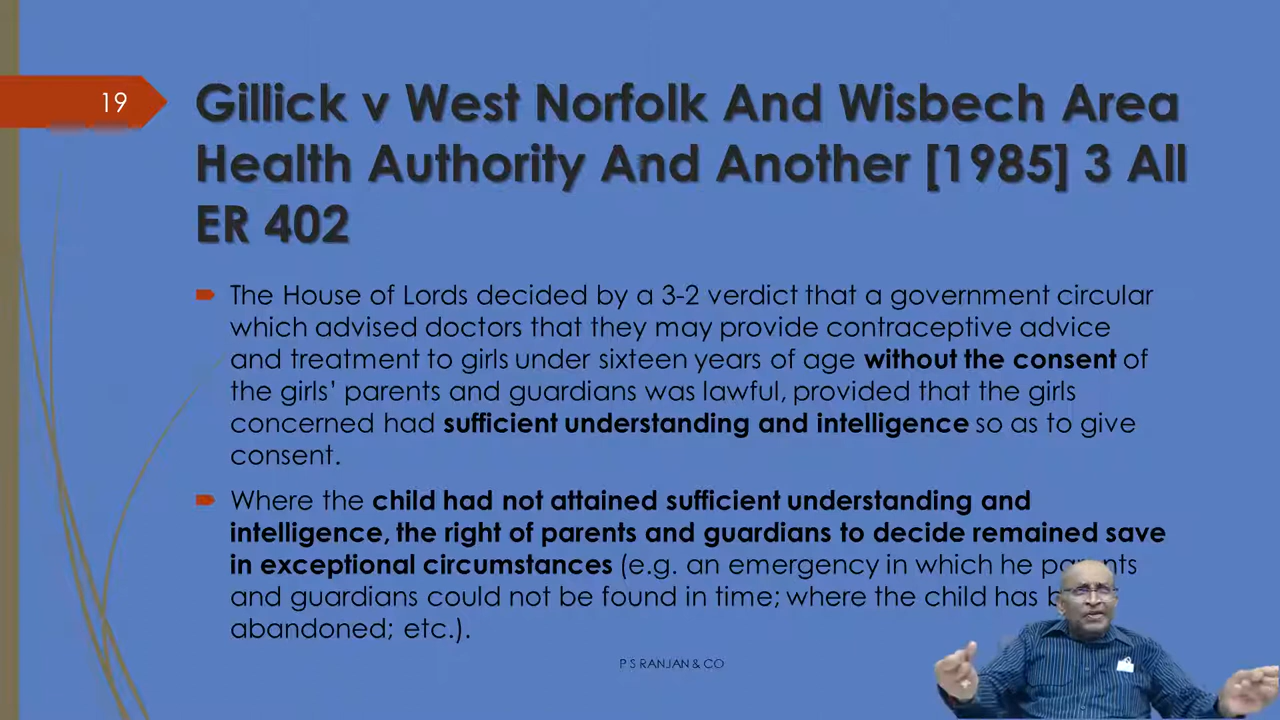 19
Gillick v West Norfolk And Wisbech Area
Health Authority And Another [1985] 3 All
ER 402
The House of Lords decided by a 3-2 verdict that a government circular
which advised doctors that they may provide contraceptive advice
and treatment to girls under sixteen years of age without the consent of
the girls' parents and guardians was lawful, provided that the girls
concerned had sufficient understanding and intelligence so as to give
consent.
Where the child had not attained sufficient understanding and
intelligence, the right of parents and guardians to decide remained save
in exceptional circumstances (e.g. an emergency in which he
and guardians could not be found in time; where the child has
abandoned; etc.).
P S RANJAN & CO